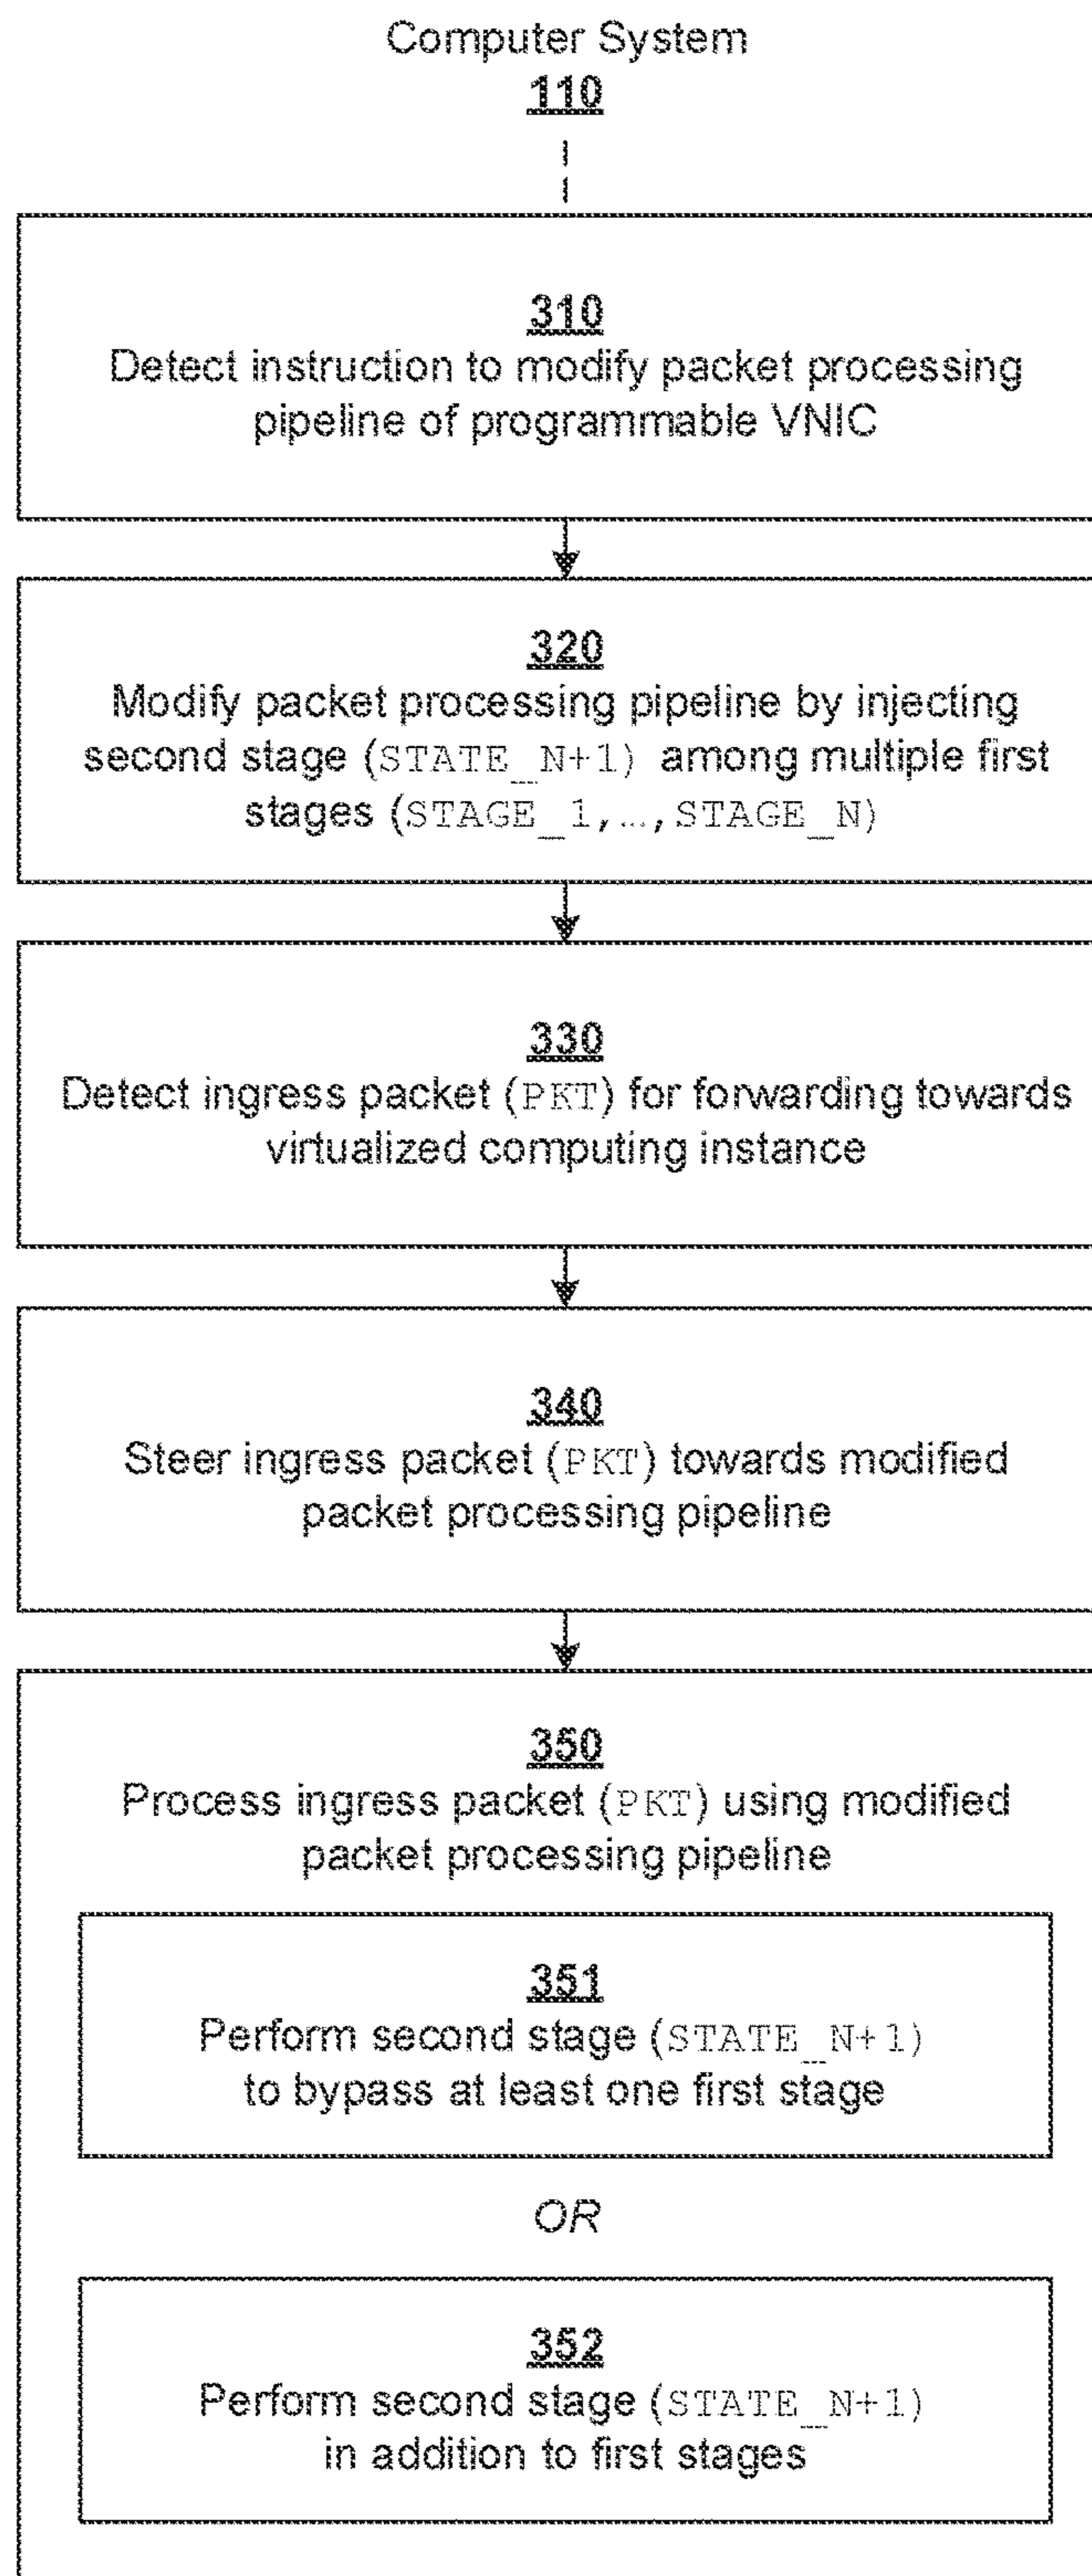 Computer System
110
310
Detect instruction to modify packet processing
pipeline of programmable VNIC
320
Modify packet processing pipeline by injecting
second stage (STATE_N+1) among multiple first
stages (STAGE_1,…,STAGE_N)
330
Detect ingress packet (PKT) for forwarding towards
virtualized computing instance
340
Steer ingress packet (PKT) towards modified
packet processing pipeline
350
Process ingress packet (PKT) using modified
packet processing pipeline
351
Perform second stage (STATE_N+1)
to bypass at least one first stage
OR
352
Perform second stage (STATE_N+1)
in addition to first stages